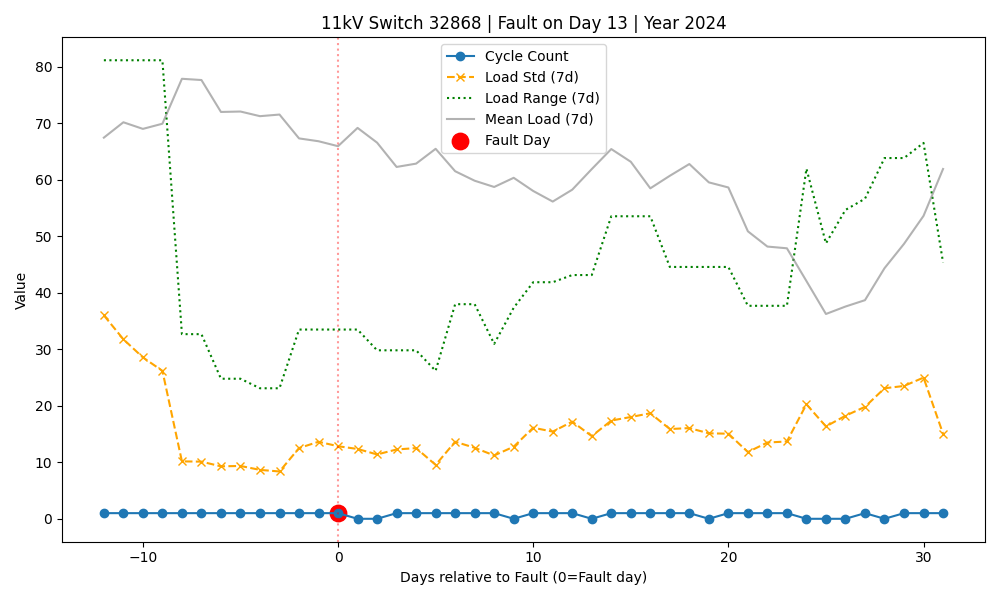 11kV Switch 32868 | Fault on Day 13 | Year 2024
Cycle Count
Load Std (7d)
Load Range (7d)
Mean Load (7d)
Fault Day
Value
80
70
60
50
40
30
20
10
0
−10
0
10
20
30
Days relative to Fault (0=Fault day)